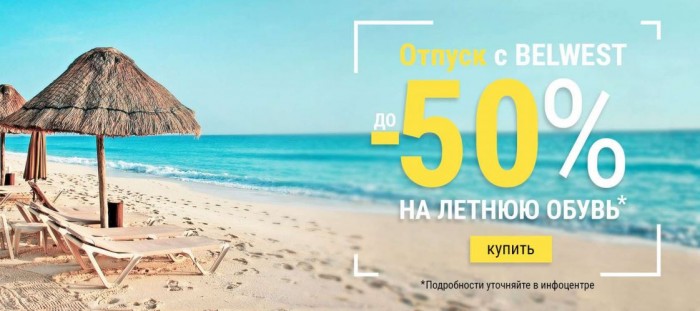 Отпуск с BELWEST
до
-50%
НА ЛЕТНЮЮ ОБУВЬ*
купить
*Подробности уточняйте в инфоцентре